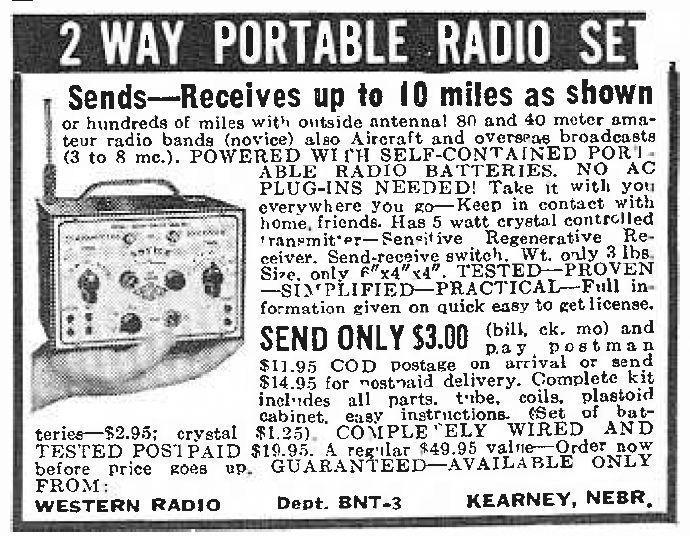 2 WAY PORTABLE RADIO SET
Sends—Receives up to 10 miles as shown
or hundreds of miles with outside antenna! 80 and 40 meter ama-
teur radio bands (novice) also Aircraft and overseas broadcasts
(3 to 8 mc.). POWERED WITH SELF-CONTAINED PORT-
ABLE RADIO BATTERIES. NO AC
PLUG-INS NEEDED! Take it with you
everywhere you go—Keep in contact with
home, friends. Has 5 watt crystal controlled
transmitter—Sensitive Regenerative Re-
ceiver. Send-receive switch. Wt. only 3 lbs.
Size, only 6"x4"x4". TESTED—PROVEN
—SIMPLIFIED—PRACTICAL—Full in-
formation given on quick easy to get license.
SEND ONLY $3.00 (bill, ck. mo) and
pay postman
$11.95 COD postage on arrival or send
$14.95 for postpaid delivery. Complete kit
includes all parts, tube, coils, plastoid
cabinet, easy instructions. (Set of bat-
teries—$2.95; crystal $1.25). COMPLETELY WIRED AND
TESTED POSTPAID $19.95. A regular $49.95 value—Order now
before price goes up. GUARANTEED—AVAILABLE ONLY
FROM:
WESTERN RADIO Dept. BNT-3 KEARNEY, NEBR.